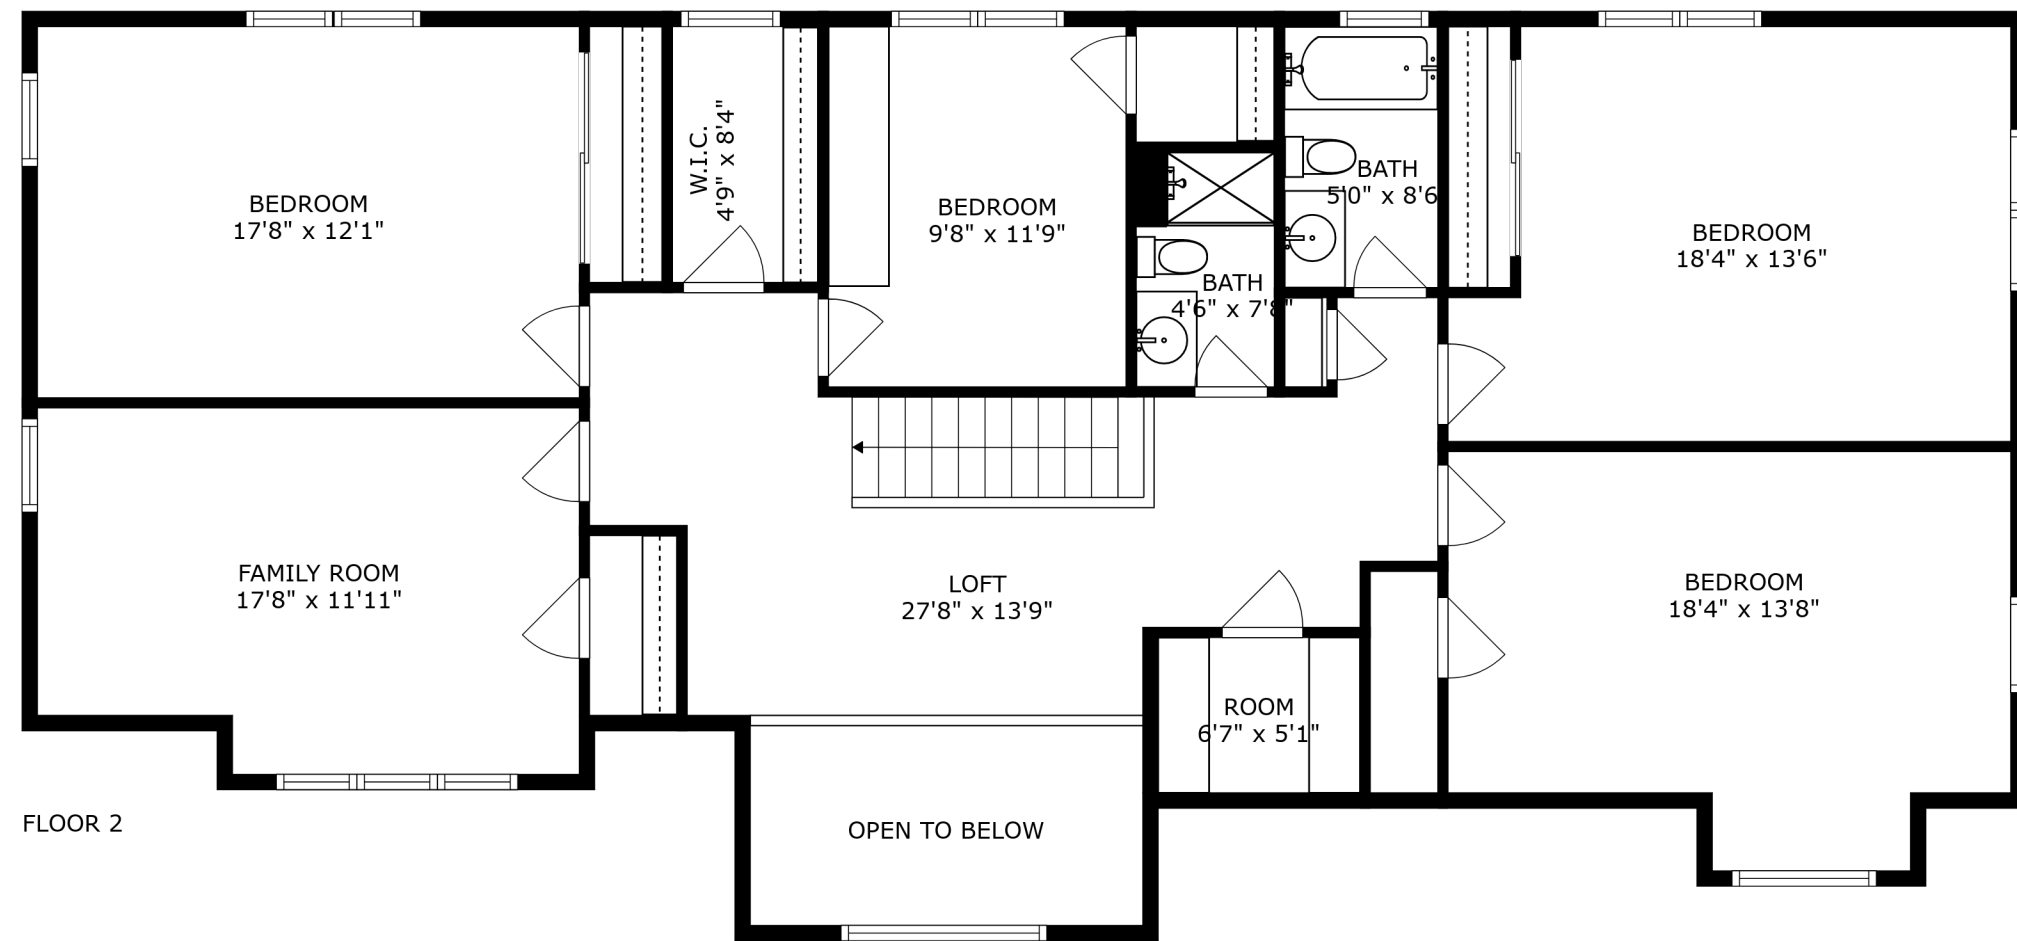 BEDROOM
17'8" x 12'1"
W.I.C.
4'9" x 8'4"
BEDROOM
9'8" x 11'9"
BATH
4'6" x 7'8"
BATH
5'0" x 8'6
BEDROOM
18'4" x 13'6"
FAMILY ROOM
17'8" x 11'11"
LOFT
27'8" x 13'9"
BEDROOM
18'4" x 13'8"
ROOM
6'7" x 5'1"
OPEN TO BELOW
FLOOR 2